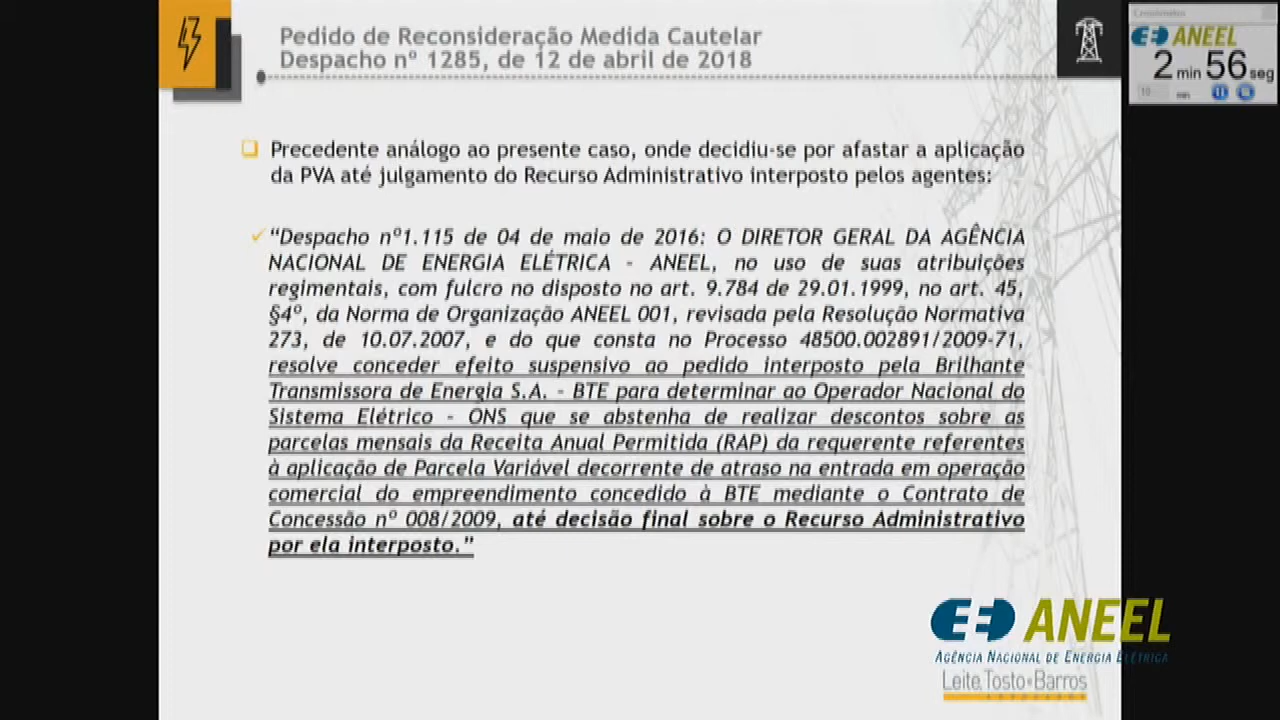 Pedido de Reconsideração Medida Cautelar
Despacho nº 1285, de 12 de abril de 2018
ANEEL
2 min 56 seg
10 min
Precedente análogo ao presente caso, onde decidiu-se por afastar a aplicação
da PVA até julgamento do Recurso Administrativo interposto pelos agentes:
“Despacho nº1.115 de 04 de maio de 2016: O DIRETOR GERAL DA AGÊNCIA
NACIONAL DE ENERGIA ELÉTRICA - ANEEL, no uso de suas atribuições
regimentais, com fulcro no disposto no art. 9.784 de 29.01.1999, no art. 45,
§4º, da Norma de Organização ANEEL 001, revisada pela Resolução Normativa
273, de 10.07.2007, e do que consta no Processo 48500.002891/2009-71,
resolve conceder efeito suspensivo ao pedido interposto pela Brilhante
Transmissora de Energia S.A. - BTE para determinar ao Operador Nacional do
Sistema Elétrico - ONS que se abstenha de realizar descontos sobre as
parcelas mensais da Receita Anual Permitida (RAP) da requerente referentes
à aplicação de Parcela Variável decorrente de atraso na entrada em operação
comercial do empreendimento concedido à BTE mediante o Contrato de
Concessão nº 008/2009, até decisão final sobre o Recurso Administrativo
por ela interposto.”
ANEEL
AGÊNCIA NACIONAL DE ENERGIA ELÉTRICA
Leite, Tosto e Barros